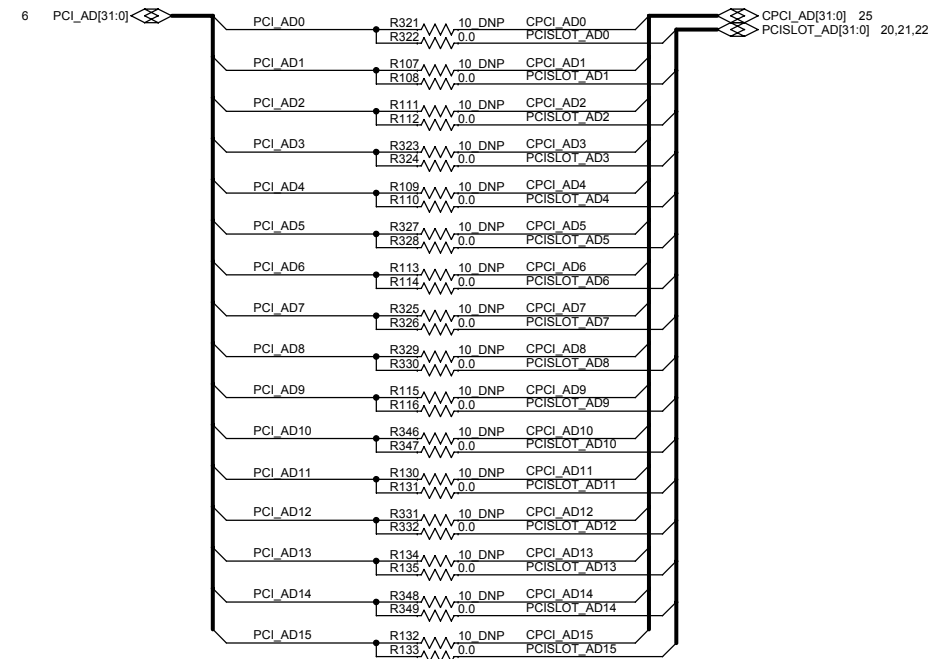 6 PCI_AD[31:0] CPCI_AD[31:0] 25
PCISLOT_AD[31:0] 20,21,22
PCI_AD0 R321 10_DNP CPCI_AD0
R322 0.0 PCISLOT_AD0
PCI_AD1 R107 10_DNP CPCI_AD1
R108 0.0 PCISLOT_AD1
PCI_AD2 R111 10_DNP CPCI_AD2
R112 0.0 PCISLOT_AD2
PCI_AD3 R323 10_DNP CPCI_AD3
R324 0.0 PCISLOT_AD3
PCI_AD4 R109 10_DNP CPCI_AD4
R110 0.0 PCISLOT_AD4
PCI_AD5 R327 10_DNP CPCI_AD5
R328 0.0 PCISLOT_AD5
PCI_AD6 R113 10_DNP CPCI_AD6
R114 0.0 PCISLOT_AD6
PCI_AD7 R325 10_DNP CPCI_AD7
R326 0.0 PCISLOT_AD7
PCI_AD8 R329 10_DNP CPCI_AD8
R330 0.0 PCISLOT_AD8
PCI_AD9 R115 10_DNP CPCI_AD9
R116 0.0 PCISLOT_AD9
PCI_AD10 R346 10_DNP CPCI_AD10
R347 0.0 PCISLOT_AD10
PCI_AD11 R130 10_DNP CPCI_AD11
R131 0.0 PCISLOT_AD11
PCI_AD12 R331 10_DNP CPCI_AD12
R332 0.0 PCISLOT_AD12
PCI_AD13 R134 10_DNP CPCI_AD13
R135 0.0 PCISLOT_AD13
PCI_AD14 R348 10_DNP CPCI_AD14
R349 0.0 PCISLOT_AD14
PCI_AD15 R132 10_DNP CPCI_AD15
R133 0.0 PCISLOT_AD15